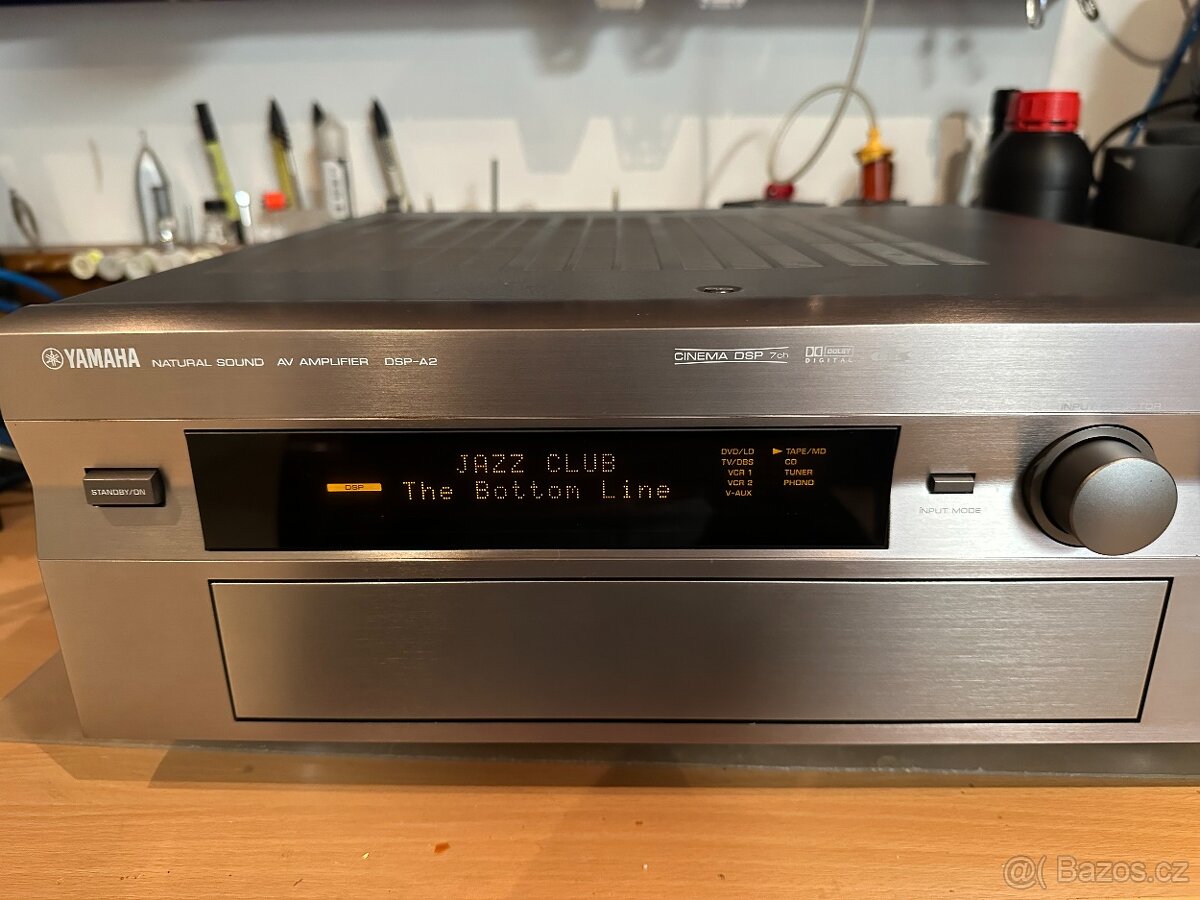 YAMAHA NATURAL SOUND AV AMPLIFIER DSP-A2
CINEMA DSP 7ch
DOLBY
DIGITAL
STANDBY/ON
DSP
JAZZ CLUB
The Bottom Line
DVD/LD
TV/DBS
VCR 1
VCR 2
V-AUX
TAPE/MD
CD
TUNER
PHONO
INPUT MODE
@( Bazos.cz